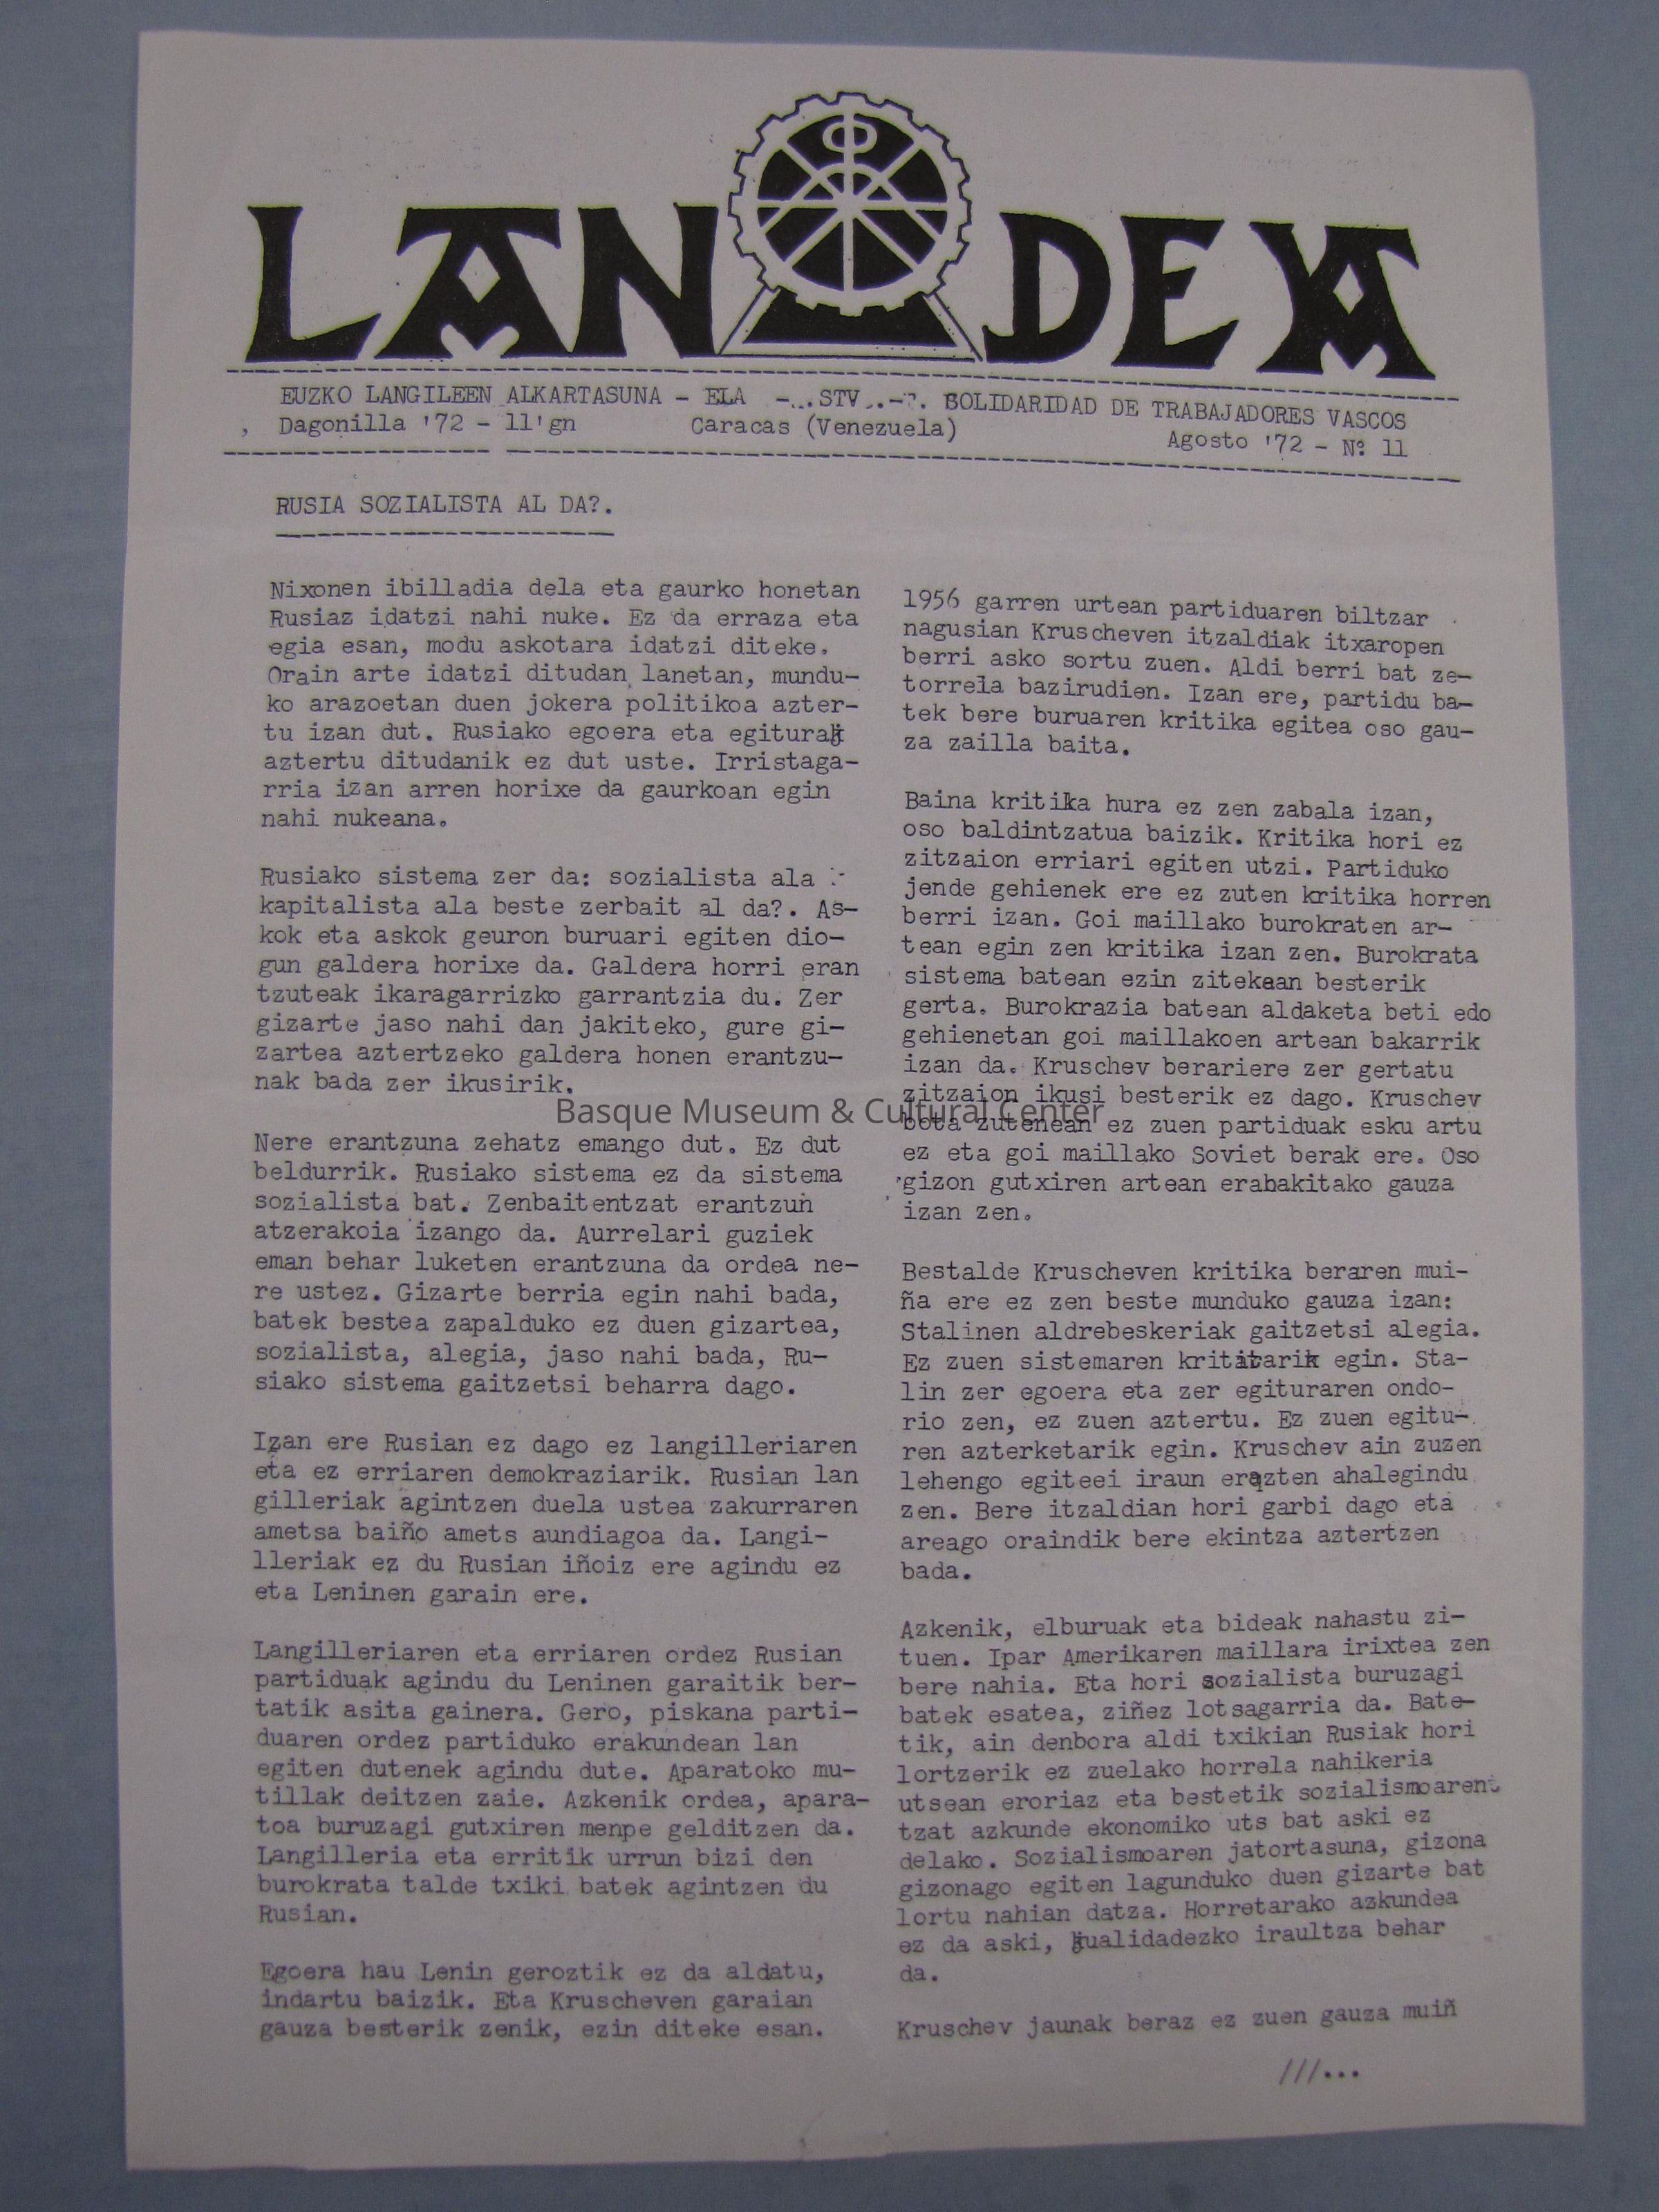 LAN DEYA
EUZKO LANGILEEN ALKARTASUNA - ELA -...STV..-?. SOLIDARIDAD DE TRABAJADORES VASCOS
Dagonilla '72 - 11'gn Caracas (Venezuela) Agosto '72 - Nº 11
RUSIA SOZIALISTA AL DA?.
Nixonen ibilladia dela eta gaurko honetan
Rusiaz idatzi nahi nuke. Ez da erraza eta
egia esan, modu askotara idatzi diteke.
Orain arte idatzi ditudan lanetan, mundu-
ko arazoetan duen jokera politikoa azter-
tu izan dut. Rusiako egoera eta egiturak
aztertu ditudanik ez dut uste. Irristaga-
rria izan arren horixe da gaurkoan egin
nahi nukeana.
Rusiako sistema zer da: sozialista ala
kapitalista ala beste zerbait al da?. As-
kok eta askok geuron buruari egiten dio-
gun galdera horixe da. Galdera horri eran
tzuteak ikaragarrizko garrantzia du. Zer
gizarte jaso nahi dan jakiteko, gure gi-
zartea aztertzeko galdera honen erantzu-
nak bada zer ikusirik.
Nere erantzuna zehatz emango dut. Ez dut
beldurrik. Rusiako sistema ez da sistema
sozialista bat. Zenbaitentzat erantzun
atzerakoia izango da. Aurrelari guziek
eman behar luketen erantzuna da ordea ne-
re ustez. Gizarte berria egin nahi bada,
batek bestea zapalduko ez duen gizartea,
sozialista, alegia, jaso nahi bada, Ru-
siako sistema gaitzetsi beharra dago.
Izan ere Rusian ez dago ez langilleriaren
eta ez erriaren demokraziarik. Rusian lan
gilleriak agintzen duela ustea zakurraren
ametsa baiño amets aundiagoa da. Langi-
lleriak ez du Rusian iñoiz ere agindu ez
eta Leninen garain ere.
Langilleriaren eta erriaren ordez Rusian
partiduak agindu du Leninen garaitik ber-
tatik asita gainera. Gero, piskana parti-
duaren ordez partiduko erakundean lan
egiten dutenek agindu dute. Aparatoko mu-
tillak deitzen zaie. Azkenik ordea, apara-
toa buruzagi gutxiren menpe gelditzen da.
Langilleria eta erritik urrun bizi den
burokrata talde txiki batek agintzen du
Rusian.
Egoera hau Lenin geroztik ez da aldatu,
indartu baizik. Eta Kruscheven garaian
gauza besterik zenik, ezin diteke esan.
1956 garren urtean partiduaren biltzar
nagusian Kruscheven itzaldiak itxaropen
berri asko sortu zuen. Aldi berri bat ze-
torrela bazirudien. Izan ere, partidu ba-
tek bere buruaren kritika egitea oso gau-
za zailla baita.
Baina kritika hura ez zen zabala izan,
oso baldintzatua baizik. Kritika hori ez
zitzaion erriari egiten utzi. Partiduko
jende gehienek ere ez zuten kritika horren
berri izan. Goi maillako burokraten ar-
tean egin zen kritika izan zen. Burokrata
sistema batean ezin zitekean besterik
gerta. Burokrazia batean aldaketa beti edo
gehienetan goi maillakoen artean bakarrik
izan da. Kruschev berariere zer gertatu
zitzaion ikusi besterik ez dago. Kruschev
bota zutenean ez zuen partiduak esku artu
ez eta goi maillako Soviet berak ere. Oso
gizon gutxiren artean erabakitako gauza
izan zen.
Bestalde Kruscheven kritika beraren mui-
ña ere ez zen beste munduko gauza izan:
Stalinen aldrebeskeriak gaitzetsi alegia.
Ez zuen sistemaren egin. Sta-
lin zer egoera eta zer egituraren ondo-
rio zen, ez zuen aztertu. Ez zuen egitu-
ren azterketarik egin. Kruschev ain zuzen
lehengo egiteei iraun erazten ahalegindu
zen. Bere itzaldian hori garbi dago eta
areago oraindik bere ekintza aztertzen
bada.
Azkenik, elburuak eta bideak nahastu zi-
tuen. Ipar Amerikaren maillara irixtea zen
bere nahia. Eta hori sozialista buruzagi
batek esatea, ziñez lotsagarria da. Bate-
tik, ain denbora aldi txikian Rusiak hori
lortzerik ez zuelako horrela nahikeria
utsean eroriaz eta bestetik sozialismoaren-
tzat azkunde ekonomiko uts bat aski ez
delako. Sozialismoaren jatortasuna, gizona
gizonago egiten lagunduko duen gizarte bat
lortu nahian datza. Horretarako azkundea
ez da aski, kualidadezko iraultza behar
da.
Kruschev jaunak beraz ez zuen gauza muiñ
///...
Basque Museum & Cultural Center